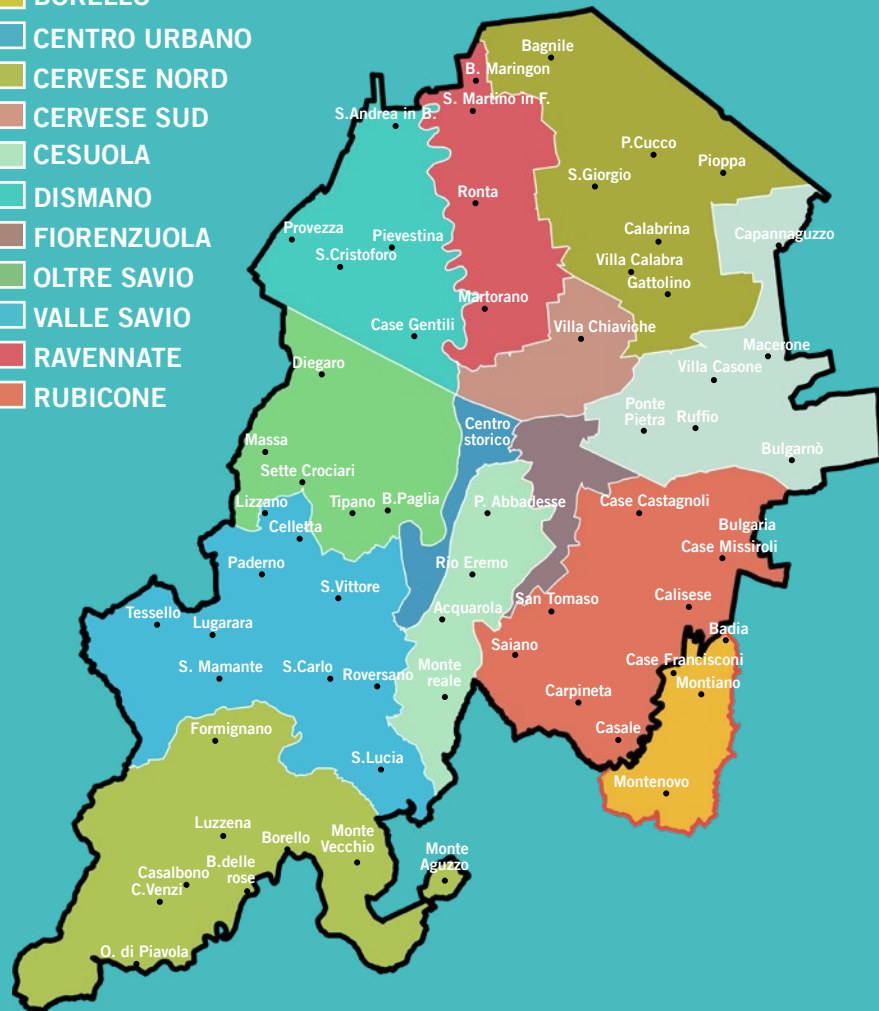 BORELLO
CENTRO URBANO
CERVESE NORD
CERVESE SUD
CESUOLA
DISMANO
FIORENZUOLA
OLTRE SAVIO
VALLE SAVIO
RAVENNATE
RUBICONE
Bagnile
B. Maringon
S. Martino in F.
S.Andrea in B.
P.Cucco
Pioppa
S.Giorgio
Ronta
Provezza
Pievestina
S.Cristoforo
Calabrina
Capannaguzzo
Villa Calabra
Gattolino
Martorano
Case Gentili
Villa Chiaviche
Macerone
Villa Casone
Diegaro
Ponte
Pietra
Ruffio
Centro
storico
Massa
Bulgarnò
Sette Crociari
Lizzano
Tipano
B.Paglia
P. Abbadesse
Case Castagnoli
Celletta
Bulgaria
Case Missiroli
Paderno
Rio Eremo
S.Vittore
San Tomaso
Calisese
Tessello
Lugarara
Acquarola
Badia
Saiano
Case Francisconi
S. Mamante
S.Carlo
Roversano
Monte
reale
Montiano
Carpineta
Formignano
Casale
S.Lucia
Montenovo
Luzzena
Borello
Monte
Vecchio
Monte
Aguzzo
B.delle
rose
Casalbono
C.Venzi
O. di Piavola